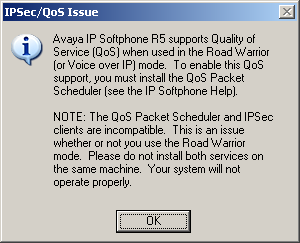 IPSec/QoS Issue
Avaya IP Softphone R5 supports Quality of
Service (QoS) when used in the Road Warrior
(or Voice over IP) mode. To enable this QoS
support, you must install the QoS Packet
Scheduler (see the IP Softphone Help).
NOTE: The QoS Packet Scheduler and IPSec
clients are incompatible. This is an issue
whether or not you use the Road Warrior
mode. Please do not install both services on
the same machine. Your system will not
operate properly.
OK